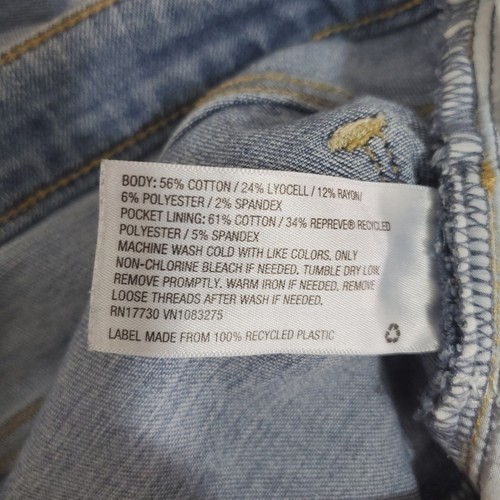 BODY: 56% COTTON / 24% LYOCELL / 12% RAYON/
6% POLYESTER / 2% SPANDEX
POCKET LINING: 61% COTTON / 34% REPREVE® RECYCLED
POLYESTER / 5% SPANDEX
MACHINE WASH COLD WITH LIKE COLORS. ONLY
NON-CHLORINE BLEACH IF NEEDED. TUMBLE DRY LOW.
REMOVE PROMPTLY. WARM IRON IF NEEDED. REMOVE
LOOSE THREADS AFTER WASH IF NEEDED.
RN17730 VN1083275
LABEL MADE FROM 100% RECYCLED PLASTIC